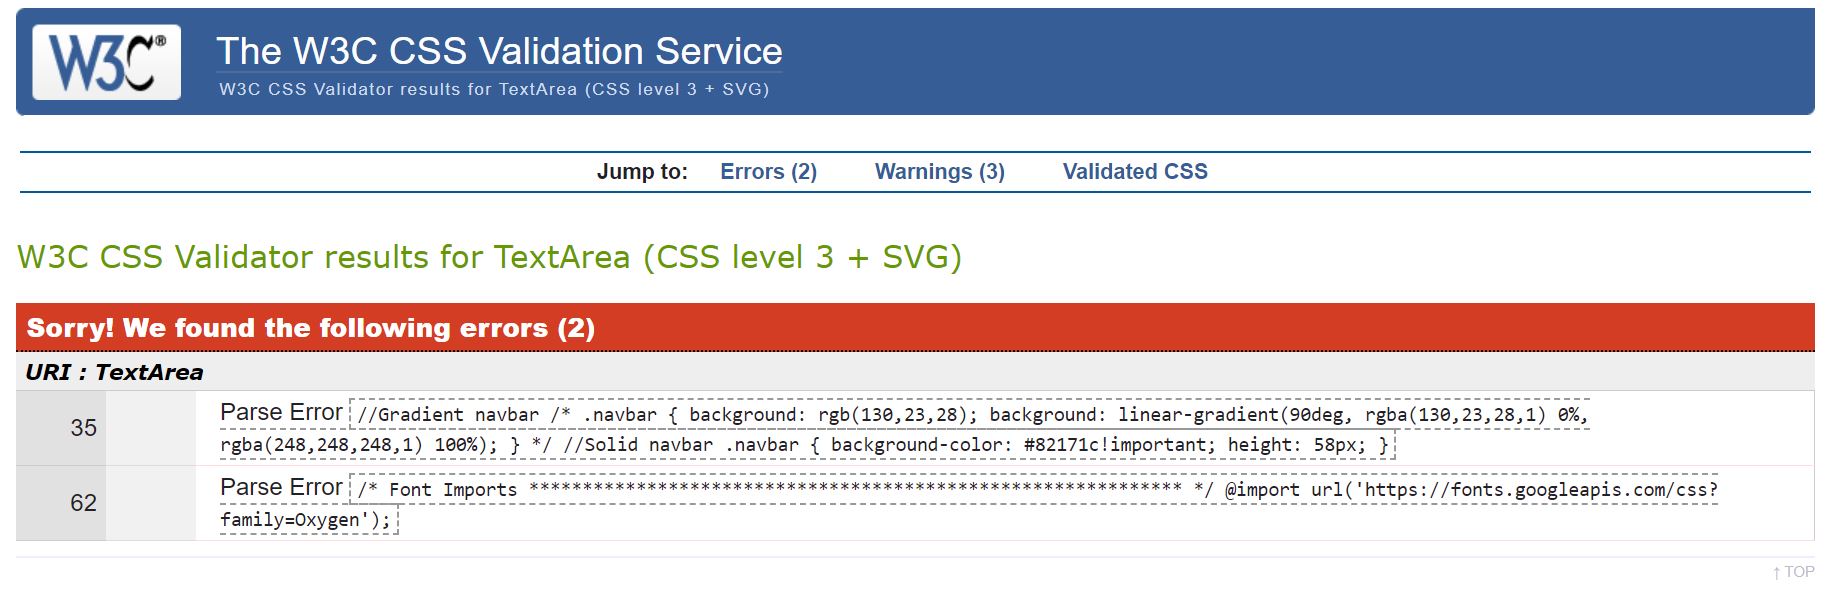 W3C®
The W3C CSS Validation Service
W3C CSS Validator results for TextArea (CSS level 3 + SVG)
Jump to: Errors (2) Warnings (3) Validated CSS
W3C CSS Validator results for TextArea (CSS level 3 + SVG)
Sorry! We found the following errors (2)
URI : TextArea
35 Parse Error //Gradient navbar /* .navbar { background: rgb(130,23,28); background: linear-gradient(90deg, rgba(130,23,28,1) 0%,
rgba(248,248,248,1) 100%); } */ //Solid navbar .navbar { background-color: #82171c!important; height: 58px; }
62 Parse Error /* Font Imports ************************************************************* */ @import url('https://fonts.googleapis.com/css?
family=Oxygen');
↑ TOP